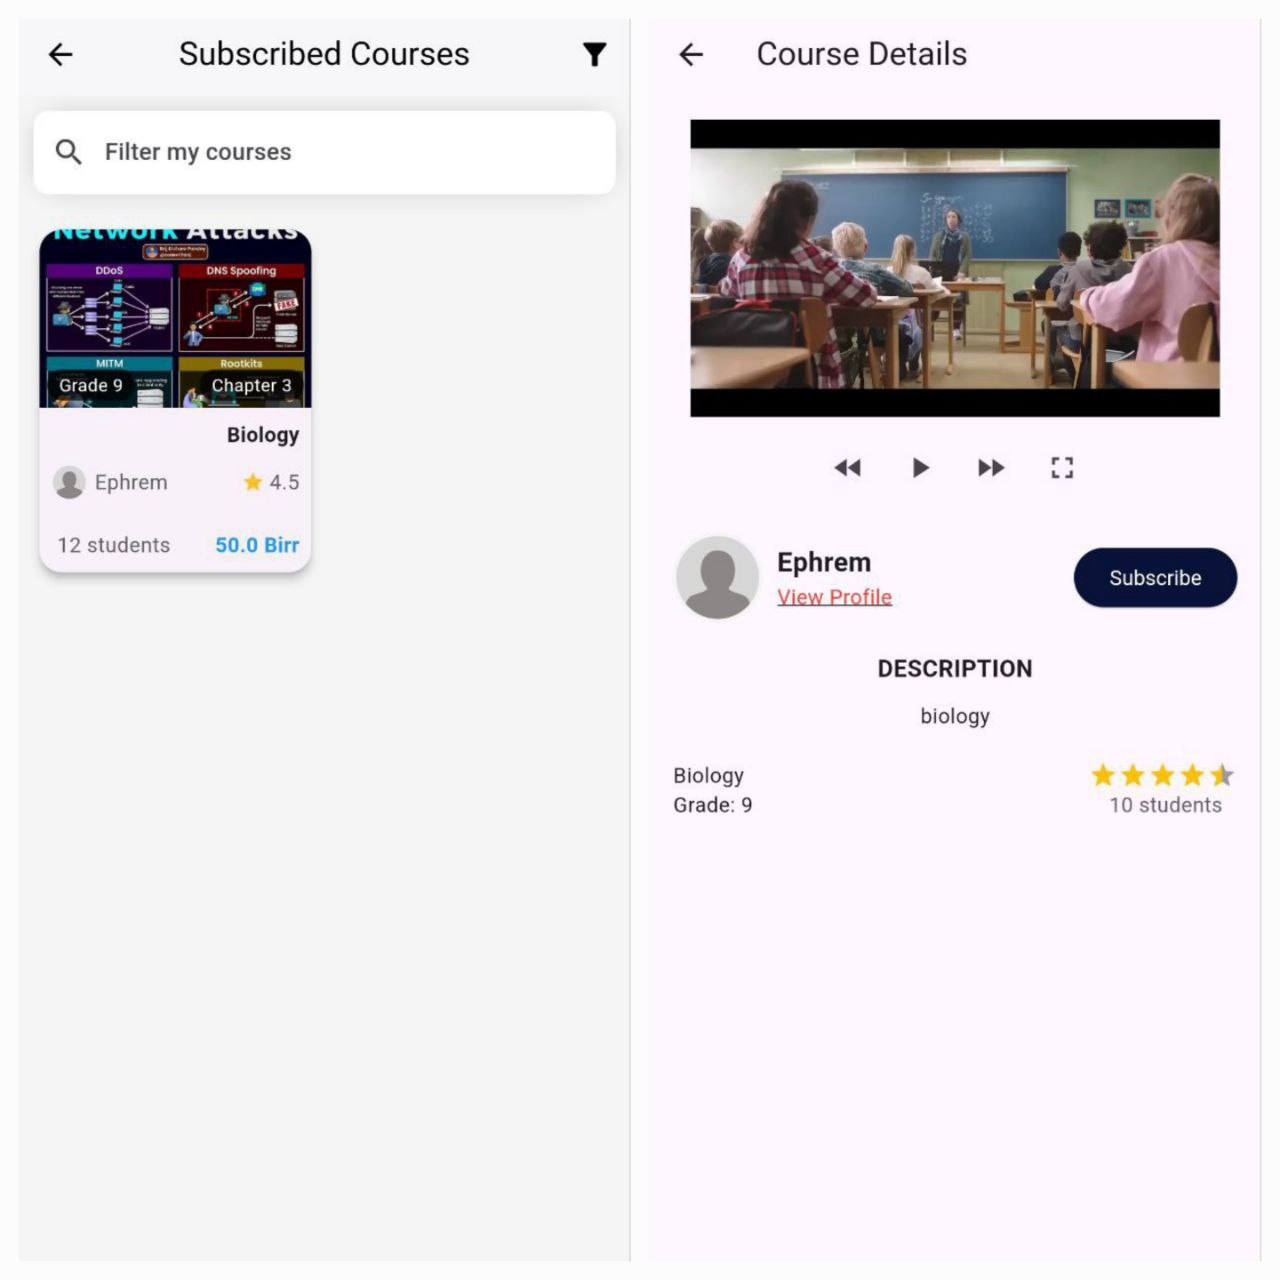 Subscribed Courses
Filter my courses
Network Attacks
DDoS
DNS Spoofing
FAKE
MITM
Rootkits
Grade 9
Chapter 3
Biology
Ephrem
4.5
12 students
50.0 Birr
Course Details
Ephrem
View Profile
Subscribe
DESCRIPTION
biology
Biology
Grade: 9
10 students